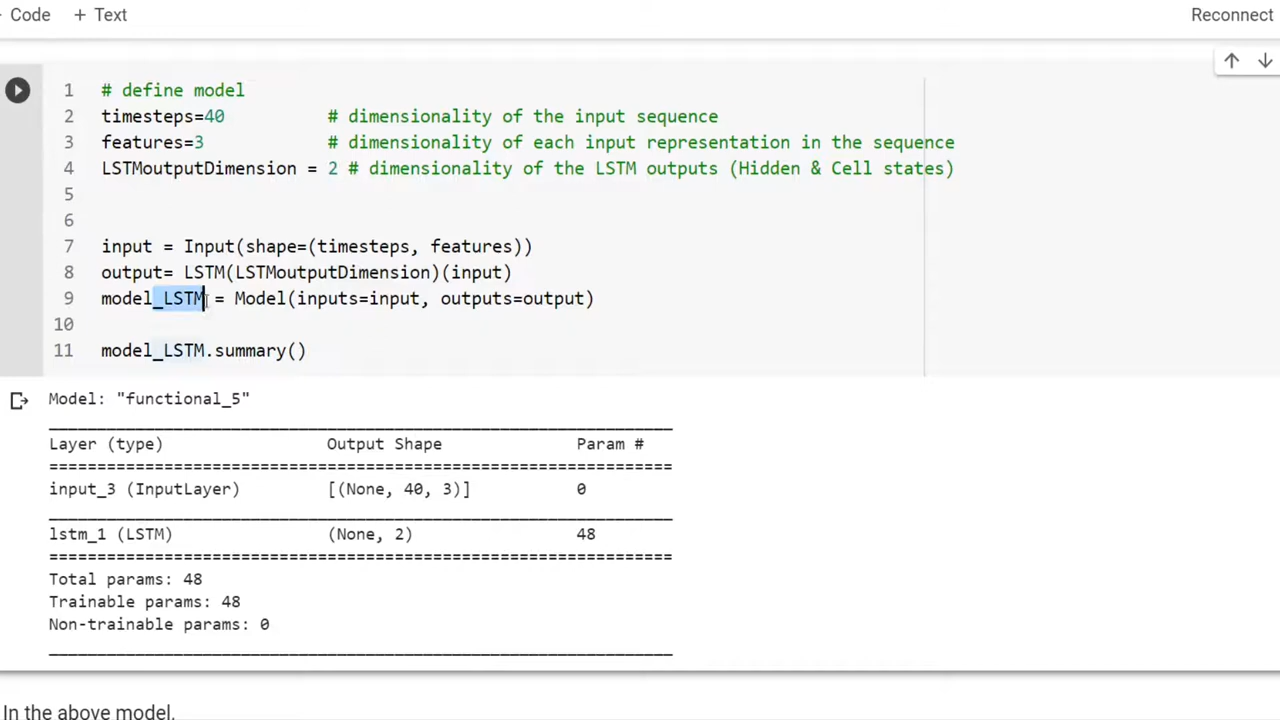 Code + Text Reconnect
1 # define model
2 timesteps=40 # dimensionality of the input sequence
3 features=3 # dimensionality of each input representation in the sequence
4 LSTMoutputDimension = 2 # dimensionality of the LSTM outputs (Hidden & Cell states)
5
6
7 input = Input(shape=(timesteps, features))
8 output= LSTM(LSTMoutputDimension)(input)
9 model_LSTM = Model(inputs=input, outputs=output)
10
11 model_LSTM.summary()
Model: "functional_5"
Layer (type) Output Shape Param #
=================================================================
input_3 (InputLayer) [(None, 40, 3)] 0
lstm_1 (LSTM) (None, 2) 48
=================================================================
Total params: 48
Trainable params: 48
Non-trainable params: 0
In the above model,